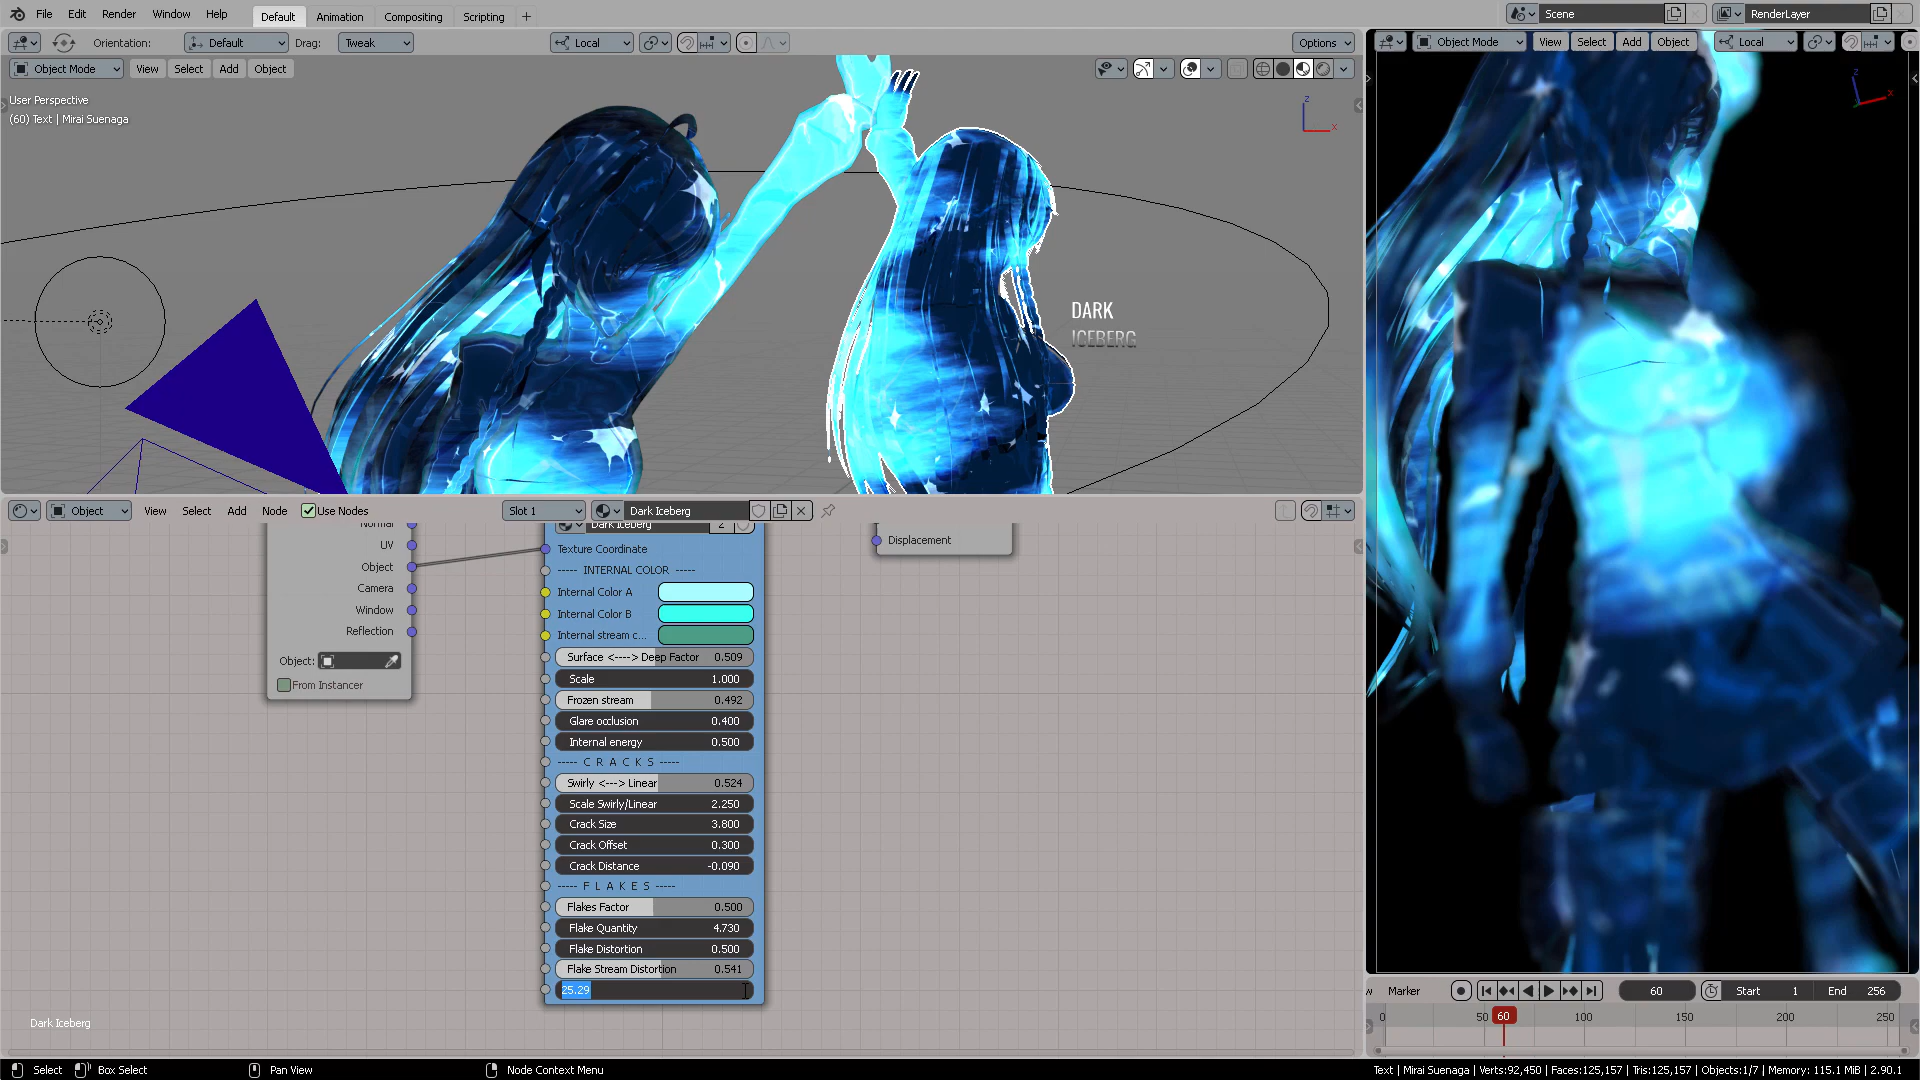 File Edit Render Window Help Default Animation Compositing Scripting +
Scene RenderLayer
Orientation: Default Drag: Tweak Local Options
Object Mode View Select Add Object Local
Object Mode View Select Add Object
User Perspective
(60) Text | Mirai Suenaga
z
x
z
x
DARK
ICEBERG
Object View Select Add Node Use Nodes Slot 1 Dark Iceberg
Normal
UV
Object
Camera
Window
Reflection
Object:
From Instancer
Dark Iceberg 2
Texture Coordinate
----- INTERNAL COLOR -----
Internal Color A
Internal Color B
Internal stream c...
Surface <----> Deep Factor 0.509
Scale 1.000
Frozen stream 0.492
Glare occlusion 0.400
Internal energy 0.500
----- C R A C K S -----
Swirly <---> Linear 0.524
Scale Swirly/Linear 2.250
Crack Size 3.800
Crack Offset 0.300
Crack Distance -0.090
----- F L A K E S -----
Flakes Factor 0.500
Flake Quantity 4.730
Flake Distortion 0.500
Flake Stream Distortion 0.541
25.29
Displacement
Dark Iceberg
Marker 60 Start 1 End 256
0 50 60 100 150 200 250
Select Box Select Pan View Node Context Menu
Text | Mirai Suenaga | Verts:92,450 | Faces:125,157 | Tris:125,157 | Objects:1/7 | Memory: 115.1 MiB | 2.90.1